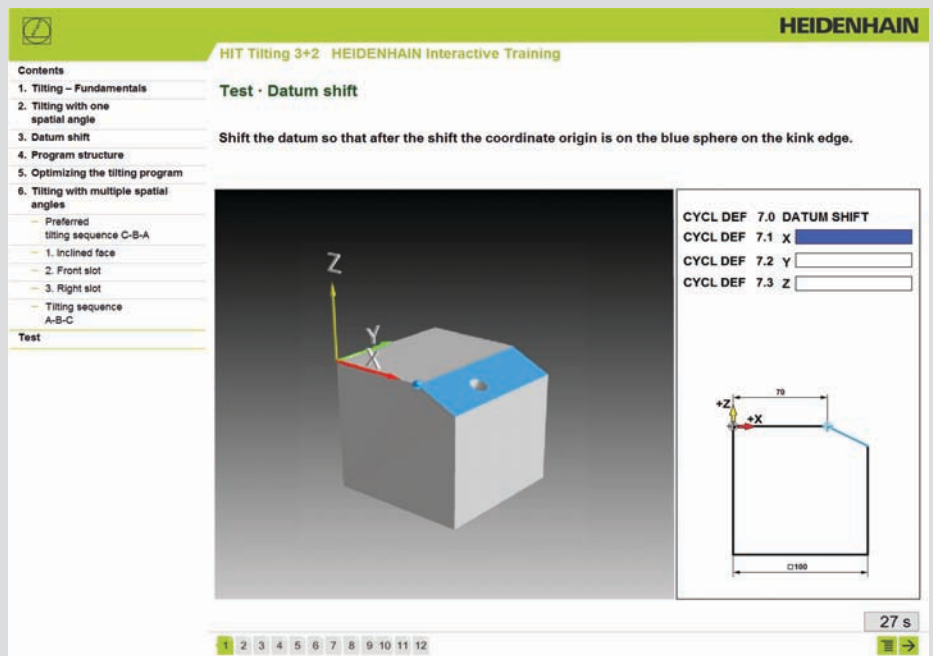 HEIDENHAIN
HIT Tilting 3+2 HEIDENHAIN Interactive Training
Contents
1. Tilting – Fundamentals
2. Tilting with one
spatial angle
3. Datum shift
4. Program structure
5. Optimizing the tilting program
6. Tilting with multiple spatial
angles
– Preferred
tilting sequence C-B-A
– 1. Inclined face
– 2. Front slot
– 3. Right slot
– Tilting sequence
A-B-C
Test
Test · Datum shift
Shift the datum so that after the shift the coordinate origin is on the blue sphere on the kink edge.
Z
Y
X
CYCL DEF 7.0 DATUM SHIFT
CYCL DEF 7.1 X
CYCL DEF 7.2 Y
CYCL DEF 7.3 Z
70
+Z
+X
□100
27 s
1 2 3 4 5 6 7 8 9 10 11 12